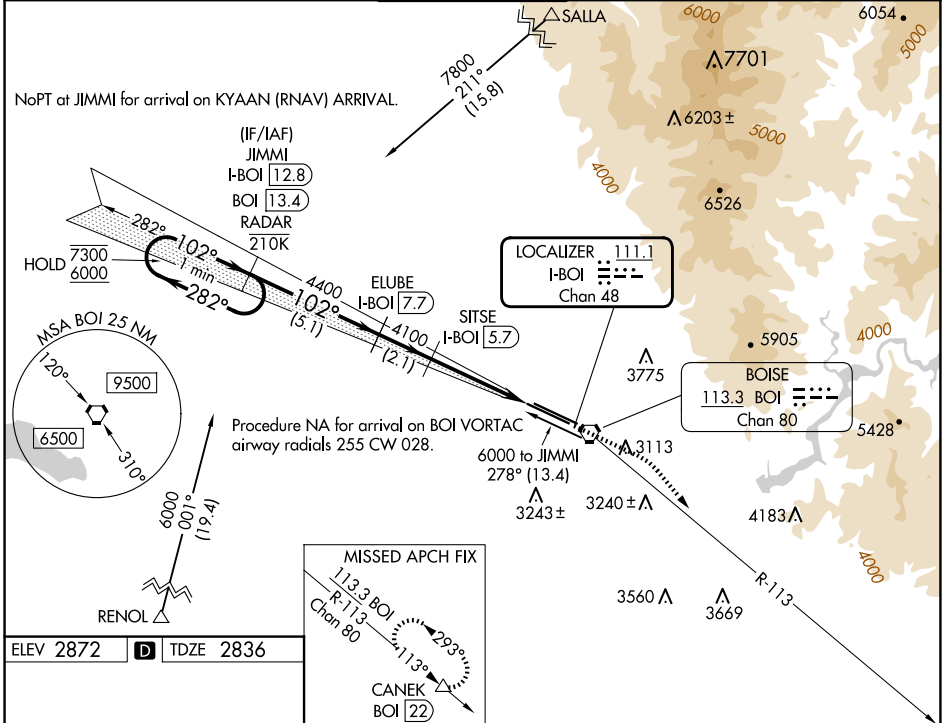 SALLA
6000
6054
5000
7701
7800
211°
(15.8)
NoPT at JIMMI for arrival on KYAAN (RNAV) ARRIVAL.
6203 ±
5000
4000
6526
(IF/IAF)
JIMMI
I-BOI 12.8
BOI 13.4
RADAR
210K
282°
102°
1 min
282°
HOLD 7300
6000
4400
102°
(5.1)
ELUBE
I-BOI 7.7
4100
(2.1)
SITSE
I-BOI 5.7
LOCALIZER 111.1
I-BOI
Chan 48
3775
5905
4000
BOISE
113.3 BOI
Chan 80
5428
MSA BOI 25 NM
120°
9500
6500
310°
Procedure NA for arrival on BOI VORTAC
airway radials 255 CW 028.
6000 to JIMMI
278° (13.4)
3113
3243 ±
3240 ±
4183
4000
6000
001°
(19.4)
RENOL
R-113
3560
3669
MISSED APCH FIX
113.3 BOI
R-113
Chan 80
293°
113°
CANEK
BOI 22
ELEV 2872 D TDZE 2836